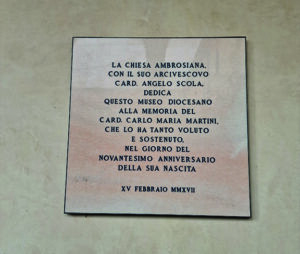 LA CHIESA AMBROSIANA,
CON IL SUO ARCIVESCOVO
CARD. ANGELO SCOLA,
DEDICA
QUESTO MUSEO DIOCESANO
ALLA MEMORIA DEL
CARD. CARLO MARIA MARTINI,
CHE LO HA TANTO VOLUTO
E SOSTENUTO,
NEL GIORNO DEL
NOVANTESIMO ANNIVERSARIO
DELLA SUA NASCITA
XV FEBBRAIO MMXVII